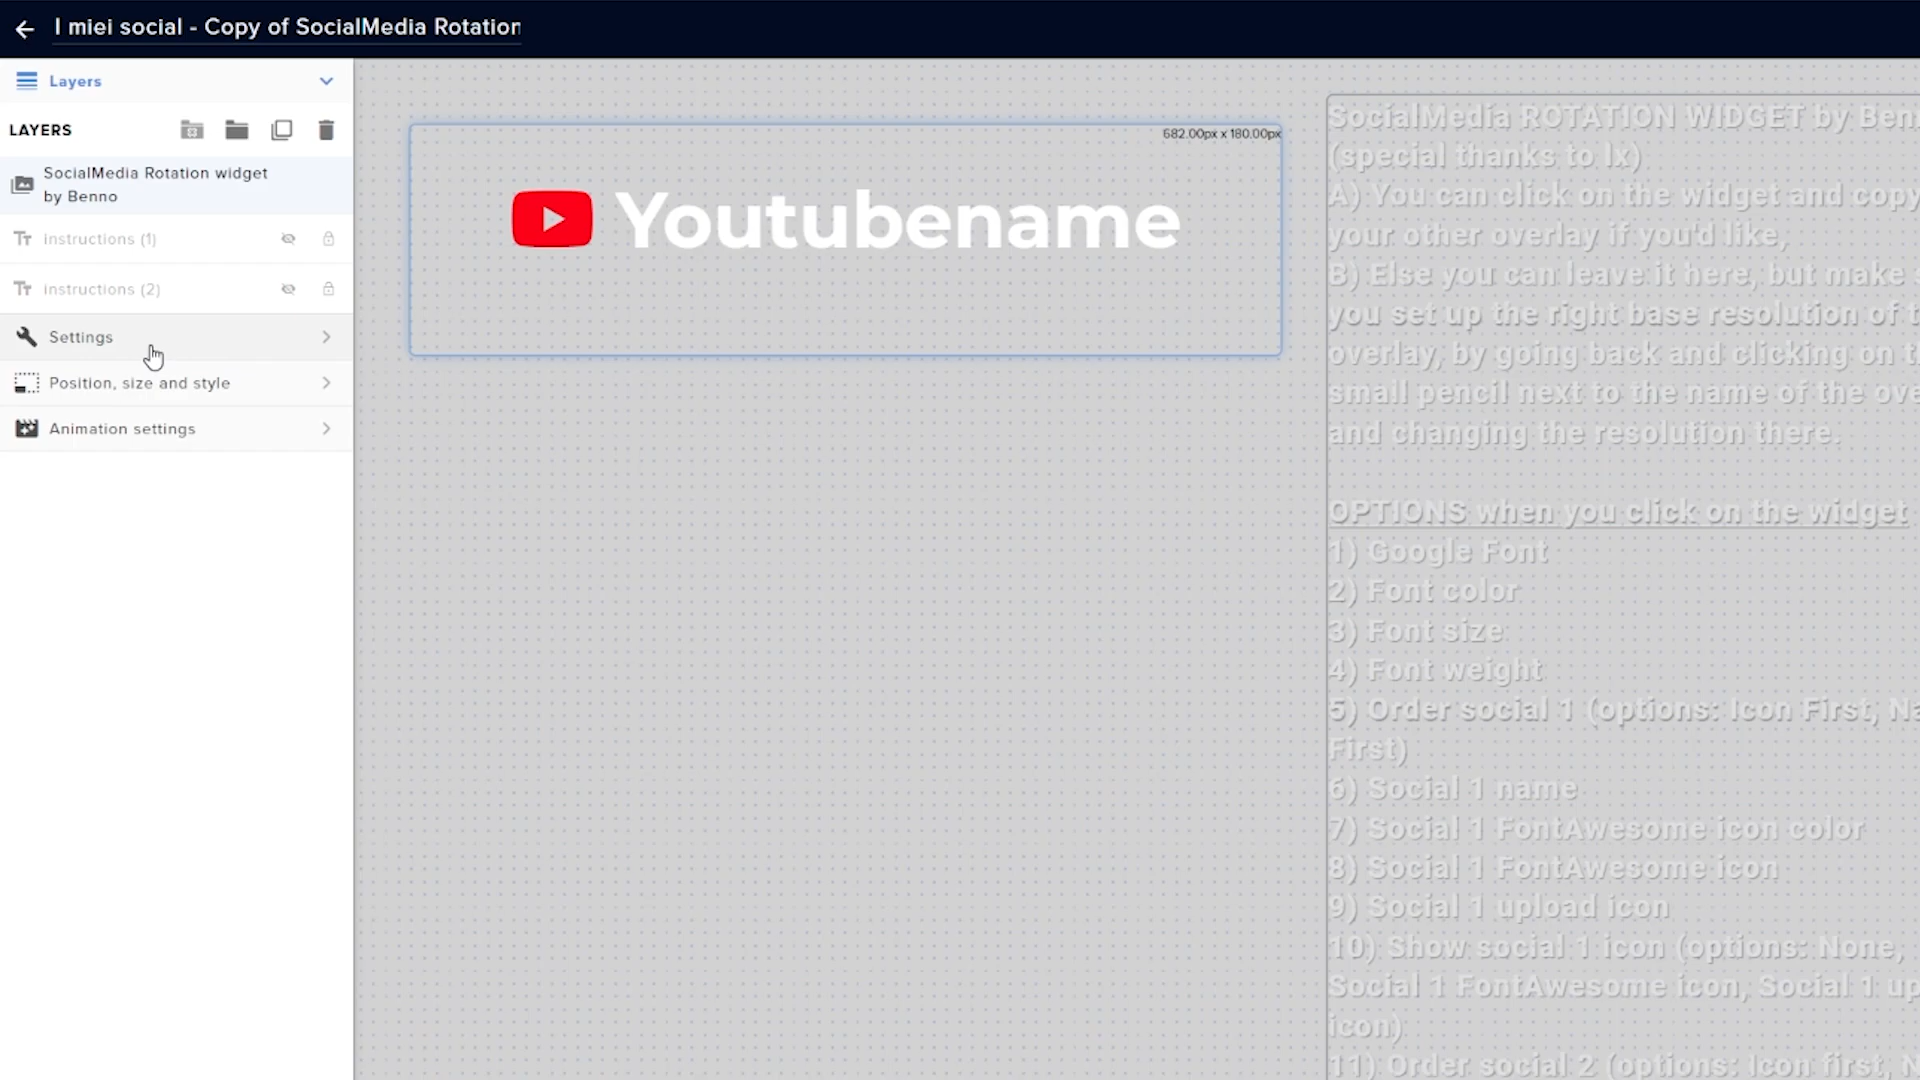 I miei social - Copy of SocialMedia Rotation
Layers
LAYERS
SocialMedia Rotation widget
by Benno
instructions (1)
instructions (2)
Settings
Position, size and style
Animation settings
682.00px x 180.00px
Youtubename
SocialMedia ROTATION WIDGET by
(special thanks to lx)
A) You can click on the widget and copy
your other overlay if you'd like,
B) Else you can leave it here, but make
you set up the right base resolution of
overlay, by going back and clicking on
small pencil next to the name of the
and changing the resolution there.
OPTIONS when you click on the widget
1) Google Font
2) Font color
3) Font size
4) Font weight
5) Order social 1 (options: Icon First,
First)
6) Social 1 name
7) Social 1 FontAwesome icon color
8) Social 1 FontAwesome icon
9) Social 1 upload icon
10) Show social 1 icon (options: None,
Social 1 FontAwesome icon, Social 1
icon)
11) Order social 2 (options: Icon first,